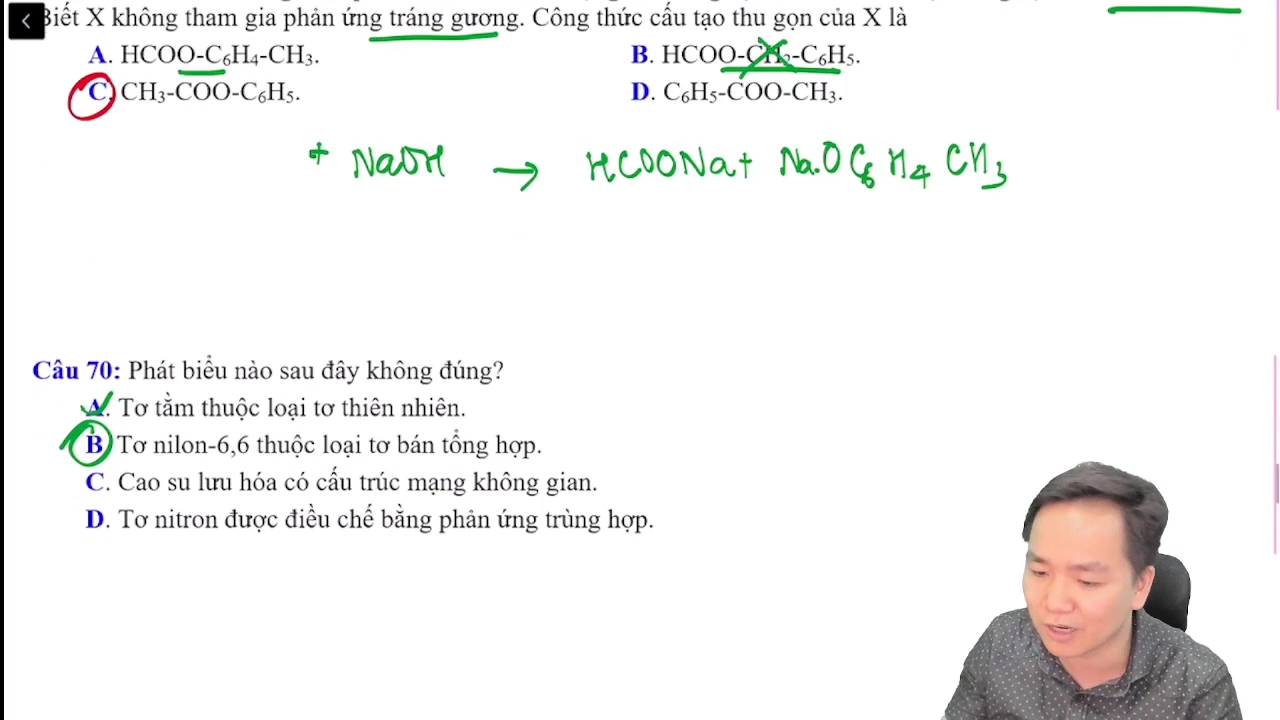 Biết X không tham gia phản ứng tráng gương. Công thức cấu tạo thu gọn của X là
A. HCOO-C₆H₄-CH₃.
B. HCOO-CH₂-C₆H₅.
C. CH₃-COO-C₆H₅.
D. C₆H₅-COO-CH₃.
+ NaOH → HCOONa + NaOC₆H₄CH₃
Câu 70: Phát biểu nào sau đây không đúng?
A. Tơ tằm thuộc loại tơ thiên nhiên.
B. Tơ nilon-6,6 thuộc loại tơ bán tổng hợp.
C. Cao su lưu hóa có cấu trúc mạng không gian.
D. Tơ nitron được điều chế bằng phản ứng trùng hợp.